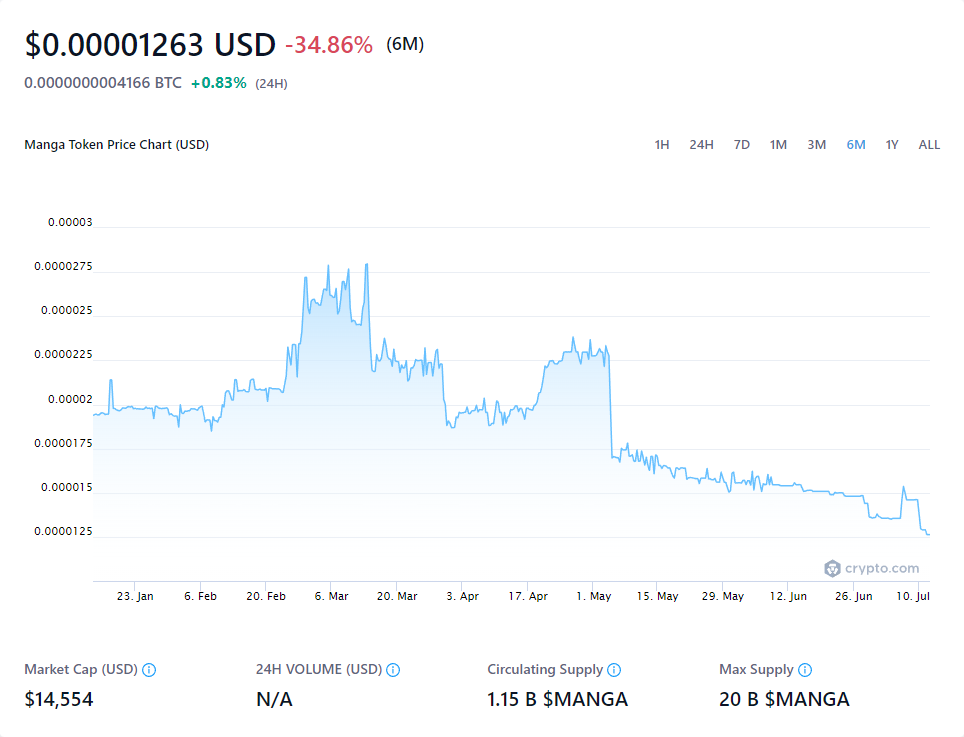 $0.00001263 USD -34.86% (6M)
0.0000000004166 BTC +0.83% (24H)
Manga Token Price Chart (USD) 1H 24H 7D 1M 3M 6M 1Y ALL
0.00003
0.0000275
0.000025
0.0000225
0.00002
0.0000175
0.000015
0.0000125
crypto.com
23. Jan 6. Feb 20. Feb 6. Mar 20. Mar 3. Apr 17. Apr 1. May 15. May 29. May 12. Jun 26. Jun 10. Jul
Market Cap (USD) 24H VOLUME (USD) Circulating Supply Max Supply
$14,554 N/A 1.15 B $MANGA 20 B $MANGA